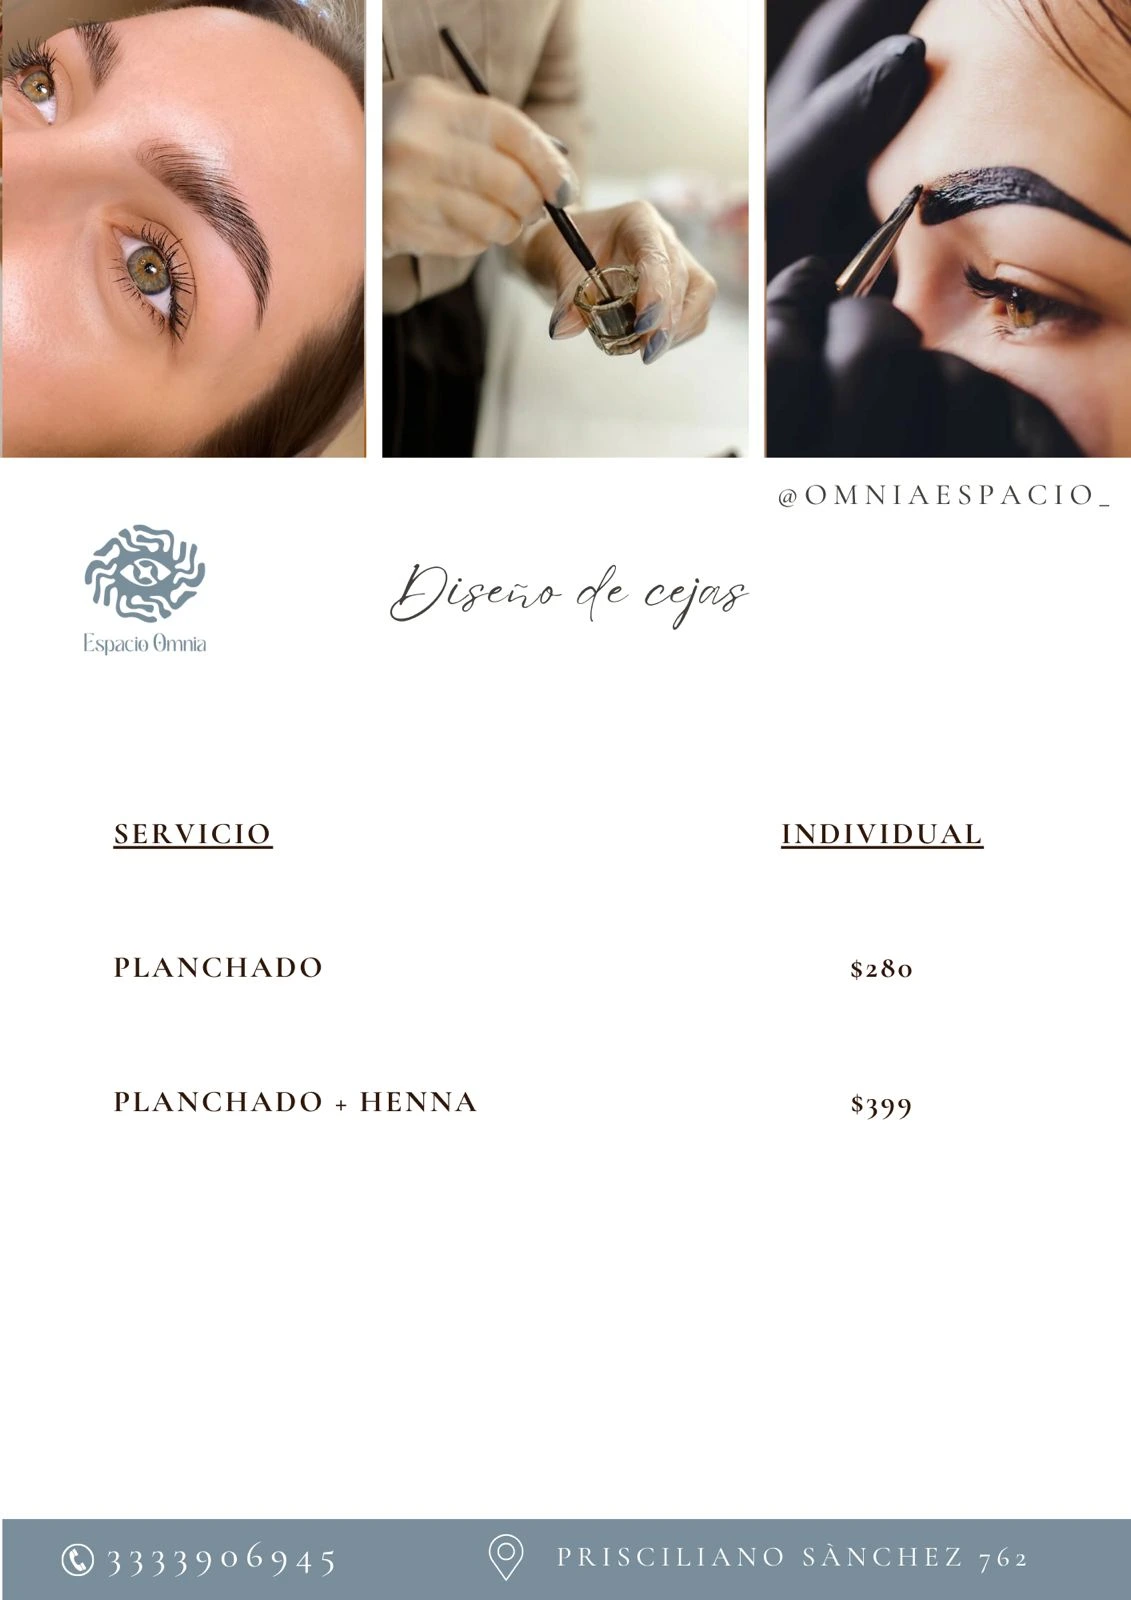 @OMNIAESPACIO_
Espacio Omnia
Diseño de cejas
SERVICIO INDIVIDUAL
PLANCHADO $280
PLANCHADO + HENNA $399
3333906945 PRISCILIANO SÀNCHEZ 762